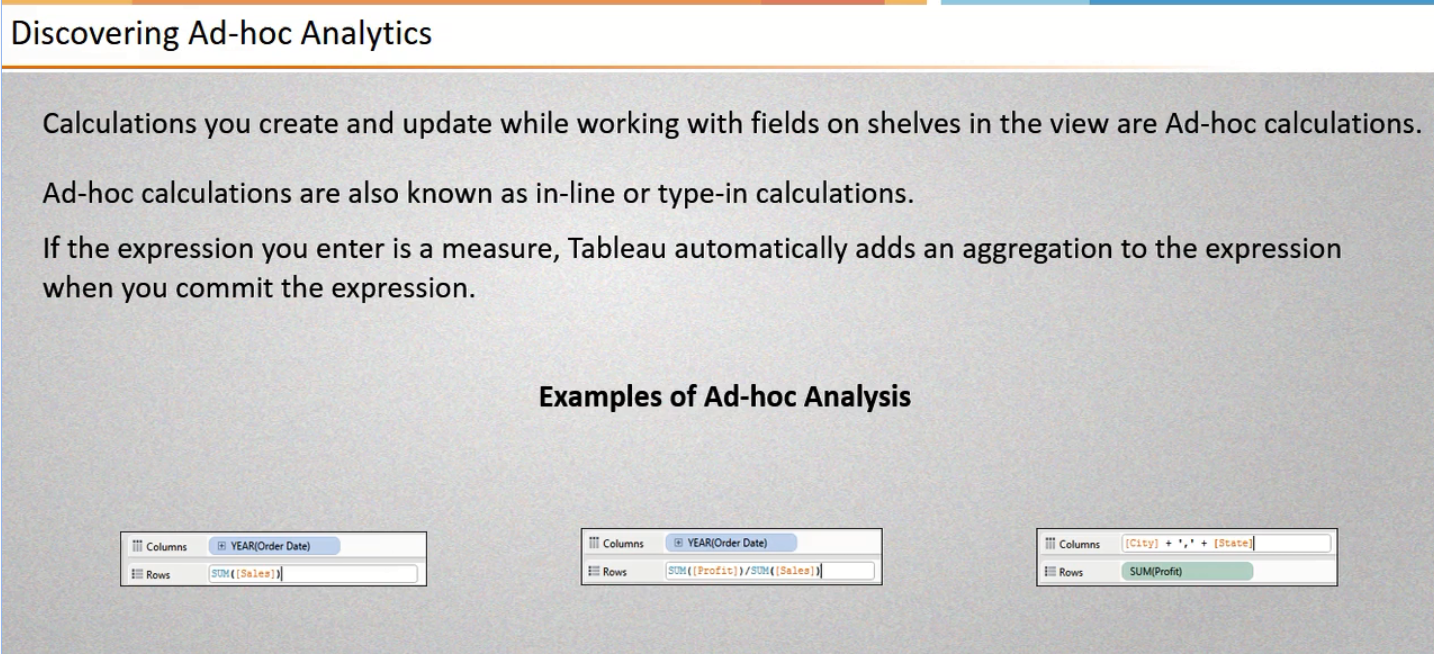 Discovering Ad-hoc Analytics
Calculations you create and update while working with fields on shelves in the view are Ad-hoc calculations.
Ad-hoc calculations are also known as in-line or type-in calculations.
If the expression you enter is a measure, Tableau automatically adds an aggregation to the expression
when you commit the expression.
Examples of Ad-hoc Analysis
Columns YEAR(Order Date)
Rows SUM([Sales])
Columns YEAR(Order Date)
Rows SUM([Profit])/SUM([Sales])
Columns [City] + ',' + [State]
Rows SUM(Profit)